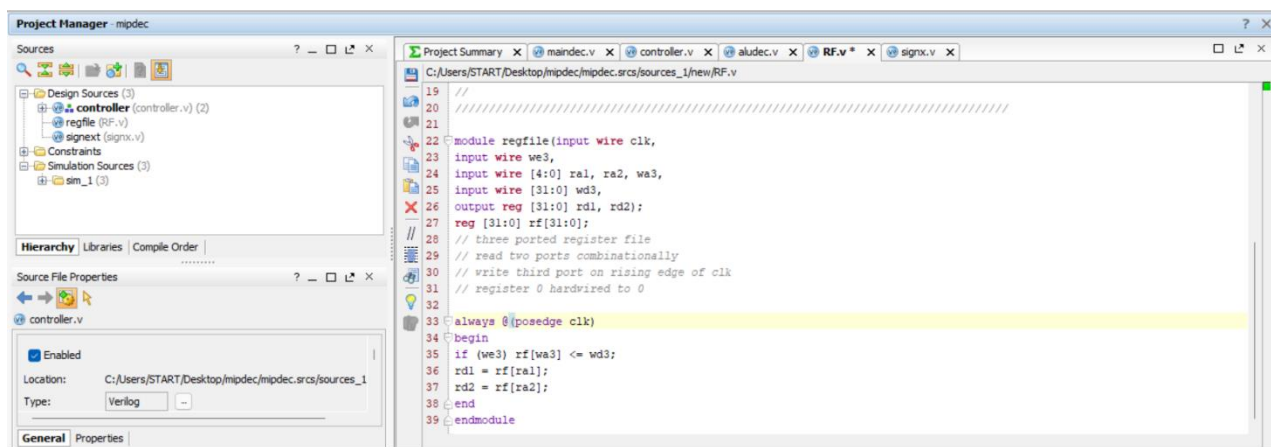 Project Manager - mipdec
? ×
Sources
? _ □ ×
Design Sources (3)
controller (controller.v) (2)
regfile (RF.v)
signext (signx.v)
Constraints
Simulation Sources (3)
sim_1 (3)
Hierarchy Libraries Compile Order
Source File Properties
? _ □ ×
controller.v
Enabled
Location: C:/Users/START/Desktop/mipdec/mipdec.srcs/sources_1
Type: Verilog ...
General Properties
Σ Project Summary × maindec.v × controller.v × aludec.v × RF.v * × signx.v ×
C:/Users/START/Desktop/mipdec/mipdec.srcs/sources_1/new/RF.v
19 //
20 //////////////////////////////////////////////////////////////////////////////////
21
22 module regfile(input wire clk,
23 input wire we3,
24 input wire [4:0] ra1, ra2, wa3,
25 input wire [31:0] wd3,
26 output reg [31:0] rd1, rd2);
27 reg [31:0] rf[31:0];
28 // three ported register file
29 // read two ports combinationally
30 // write third port on rising edge of clk
31 // register 0 hardwired to 0
32
33 always @(posedge clk)
34 begin
35 if (we3) rf[wa3] <= wd3;
36 rd1 = rf[ra1];
37 rd2 = rf[ra2];
38 end
39 endmodule